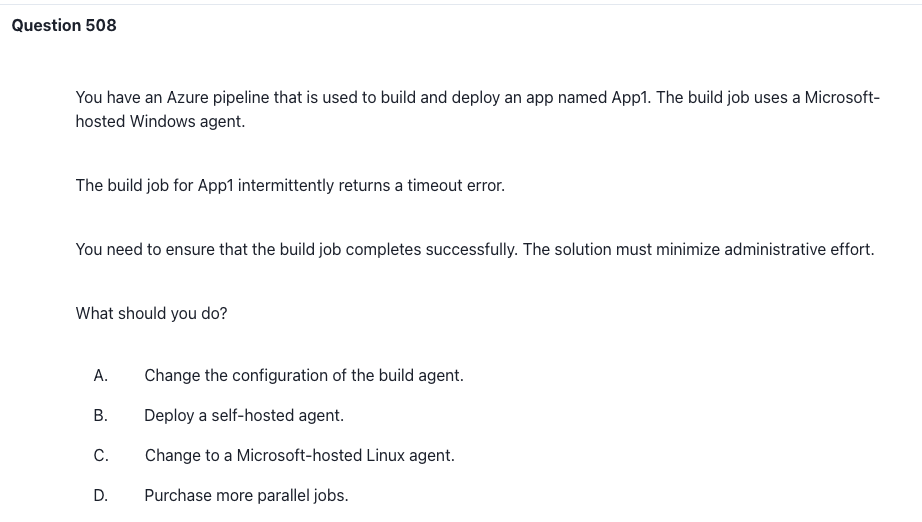 Question 508
You have an Azure pipeline that is used to build and deploy an app named App1. The build job uses a Microsoft-
hosted Windows agent.
The build job for App1 intermittently returns a timeout error.
You need to ensure that the build job completes successfully. The solution must minimize administrative effort.
What should you do?
A. Change the configuration of the build agent.
B. Deploy a self-hosted agent.
C. Change to a Microsoft-hosted Linux agent.
D. Purchase more parallel jobs.